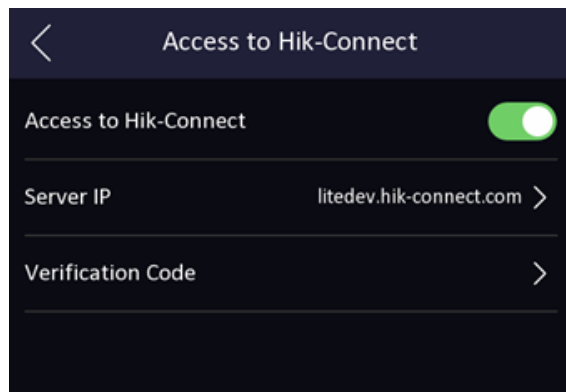 Access to Hik-Connect
Access to Hik-Connect
Server IP litedev.hik-connect.com
Verification Code